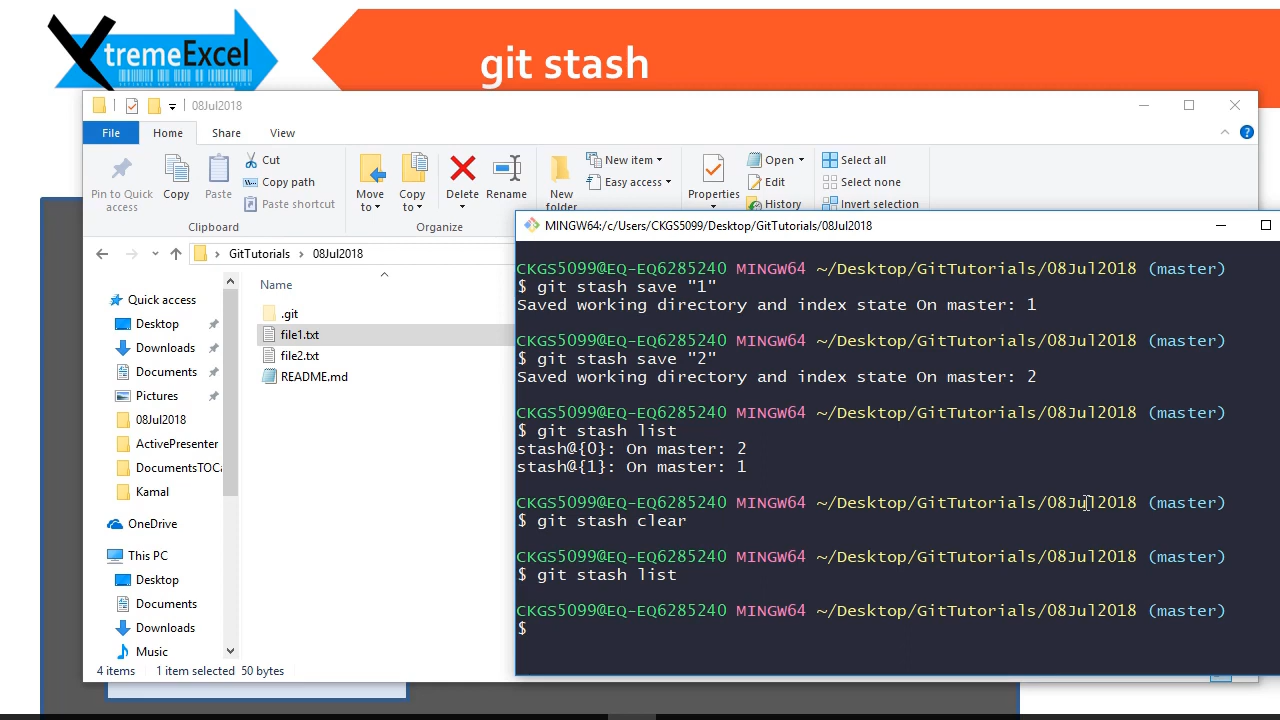 XtremeExcel
git stash
08Jul2018
File Home Share View
Pin to Quick access
Copy
Paste
Cut
Copy path
Paste shortcut
Move to
Copy to
Delete
Rename
New folder
New item
Easy access
Properties
Open
Edit
History
Select all
Select none
Invert selection
Clipboard
Organize
GitTutorials > 08Jul2018
Quick access
Desktop
Downloads
Documents
Pictures
08Jul2018
ActivePresenter
DocumentsTOCa
Kamal
OneDrive
This PC
Desktop
Documents
Downloads
Music
Name
.git
file1.txt
file2.txt
README.md
4 items 1 item selected 50 bytes
MINGW64:/c/Users/CKGS5099/Desktop/GitTutorials/08Jul2018
CKGS5099@EQ-EQ6285240 MINGW64 ~/Desktop/GitTutorials/08Jul2018 (master)
$ git stash save "1"
Saved working directory and index state On master: 1
CKGS5099@EQ-EQ6285240 MINGW64 ~/Desktop/GitTutorials/08Jul2018 (master)
$ git stash save "2"
Saved working directory and index state On master: 2
CKGS5099@EQ-EQ6285240 MINGW64 ~/Desktop/GitTutorials/08Jul2018 (master)
$ git stash list
stash@{0}: On master: 2
stash@{1}: On master: 1
CKGS5099@EQ-EQ6285240 MINGW64 ~/Desktop/GitTutorials/08Jul2018 (master)
$ git stash clear
CKGS5099@EQ-EQ6285240 MINGW64 ~/Desktop/GitTutorials/08Jul2018 (master)
$ git stash list
CKGS5099@EQ-EQ6285240 MINGW64 ~/Desktop/GitTutorials/08Jul2018 (master)
$